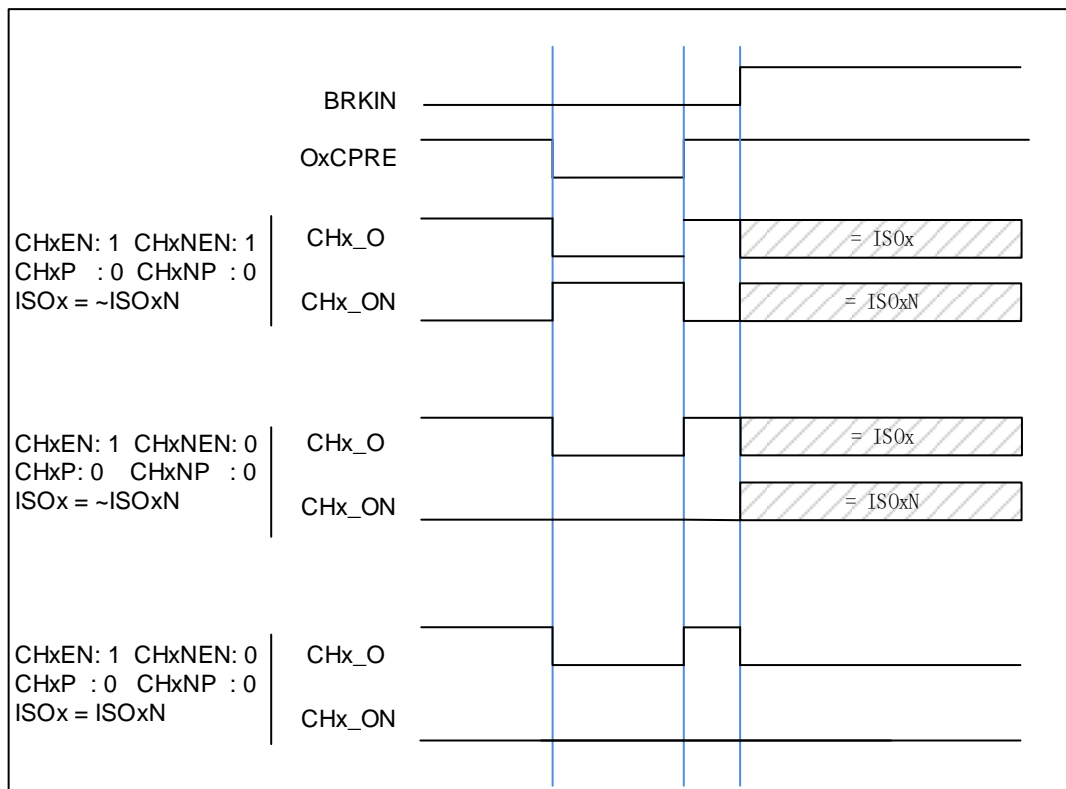 BRKIN
OxCPRE
CHxEN: 1 CHxNEN: 1
CHxP : 0 CHxNP : 0
ISOx = ~ISOxN
CHx_O
= ISOx
CHx_ON
= ISOxN
CHxEN: 1 CHxNEN: 0
CHxP: 0 CHxNP : 0
ISOx = ~ISOxN
CHx_O
= ISOx
CHx_ON
= ISOxN
CHxEN: 1 CHxNEN: 0
CHxP : 0 CHxNP : 0
ISOx = ISOxN
CHx_O
CHx_ON